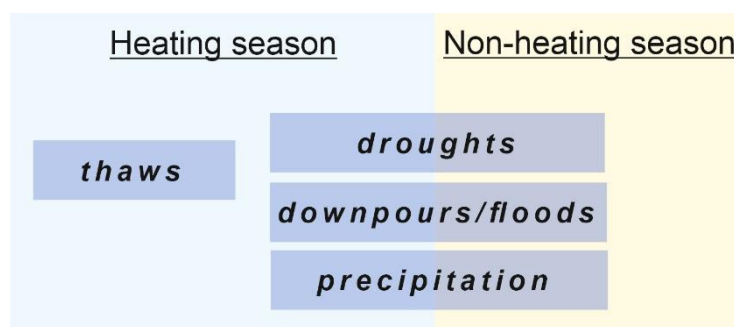 Heating season
Non-heating season
thaws
droughts
downpours/floods
precipitation